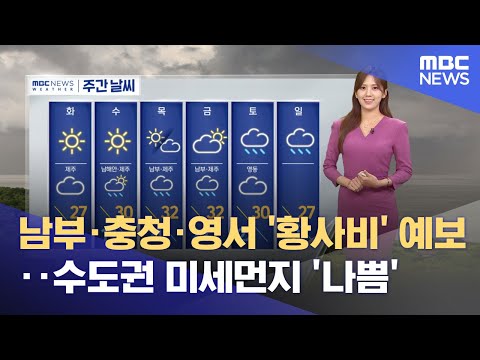 MBC NEWS
WEATHER
주간 날씨
MBC
NEWS
화 수 목 금 토 일
제주 남해안·제주 남부·제주 남부·제주 영동
27 30 32 32 30 27
남부·충청·영서 '황사비' 예보
··수도권 미세먼지 '나쁨'